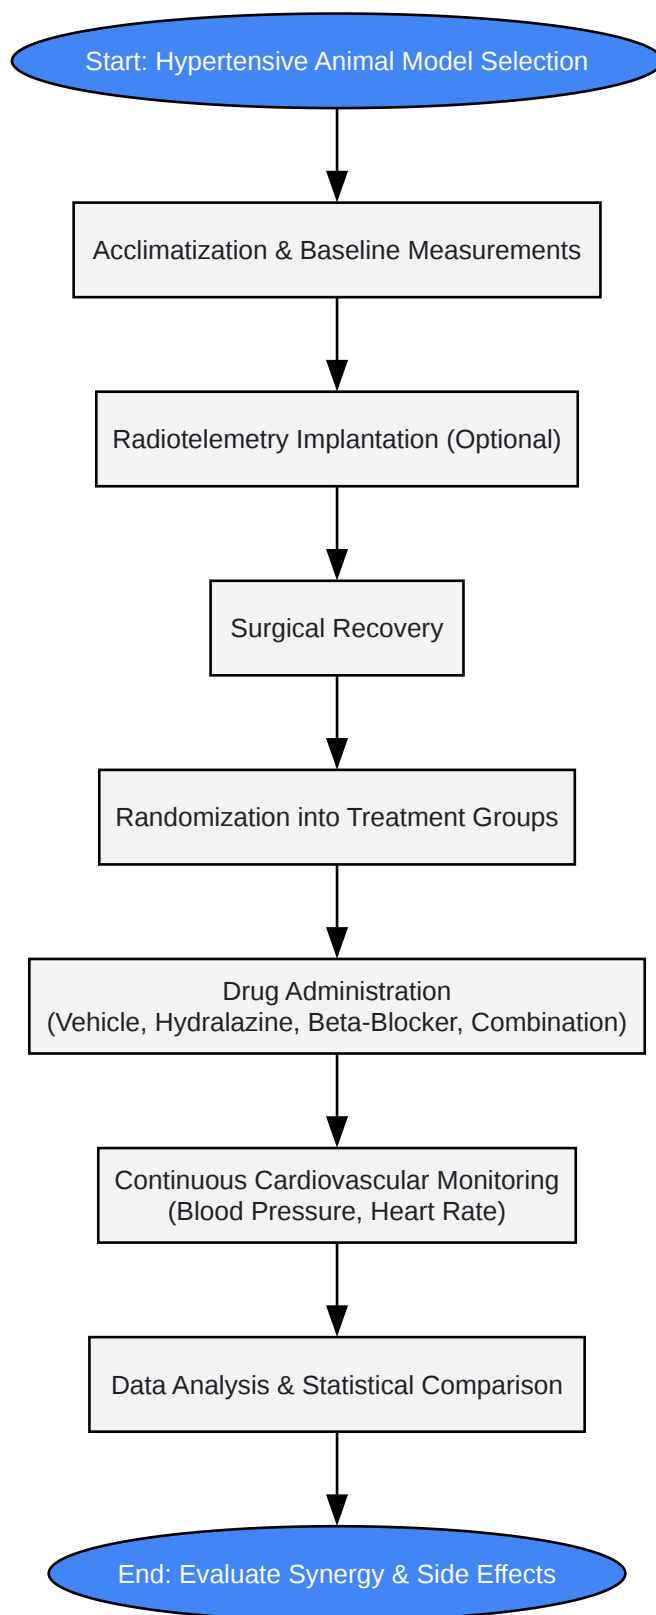 Start: Hypertensive Animal Model Selection
Acclimatization & Baseline Measurements
Radiotelemetry Implantation (Optional)
Surgical Recovery
Randomization into Treatment Groups
Drug Administration
(Vehicle, Hydralazine, Beta-Blocker, Combination)
Continuous Cardiovascular Monitoring
(Blood Pressure, Heart Rate)
Data Analysis & Statistical Comparison
End: Evaluate Synergy & Side Effects